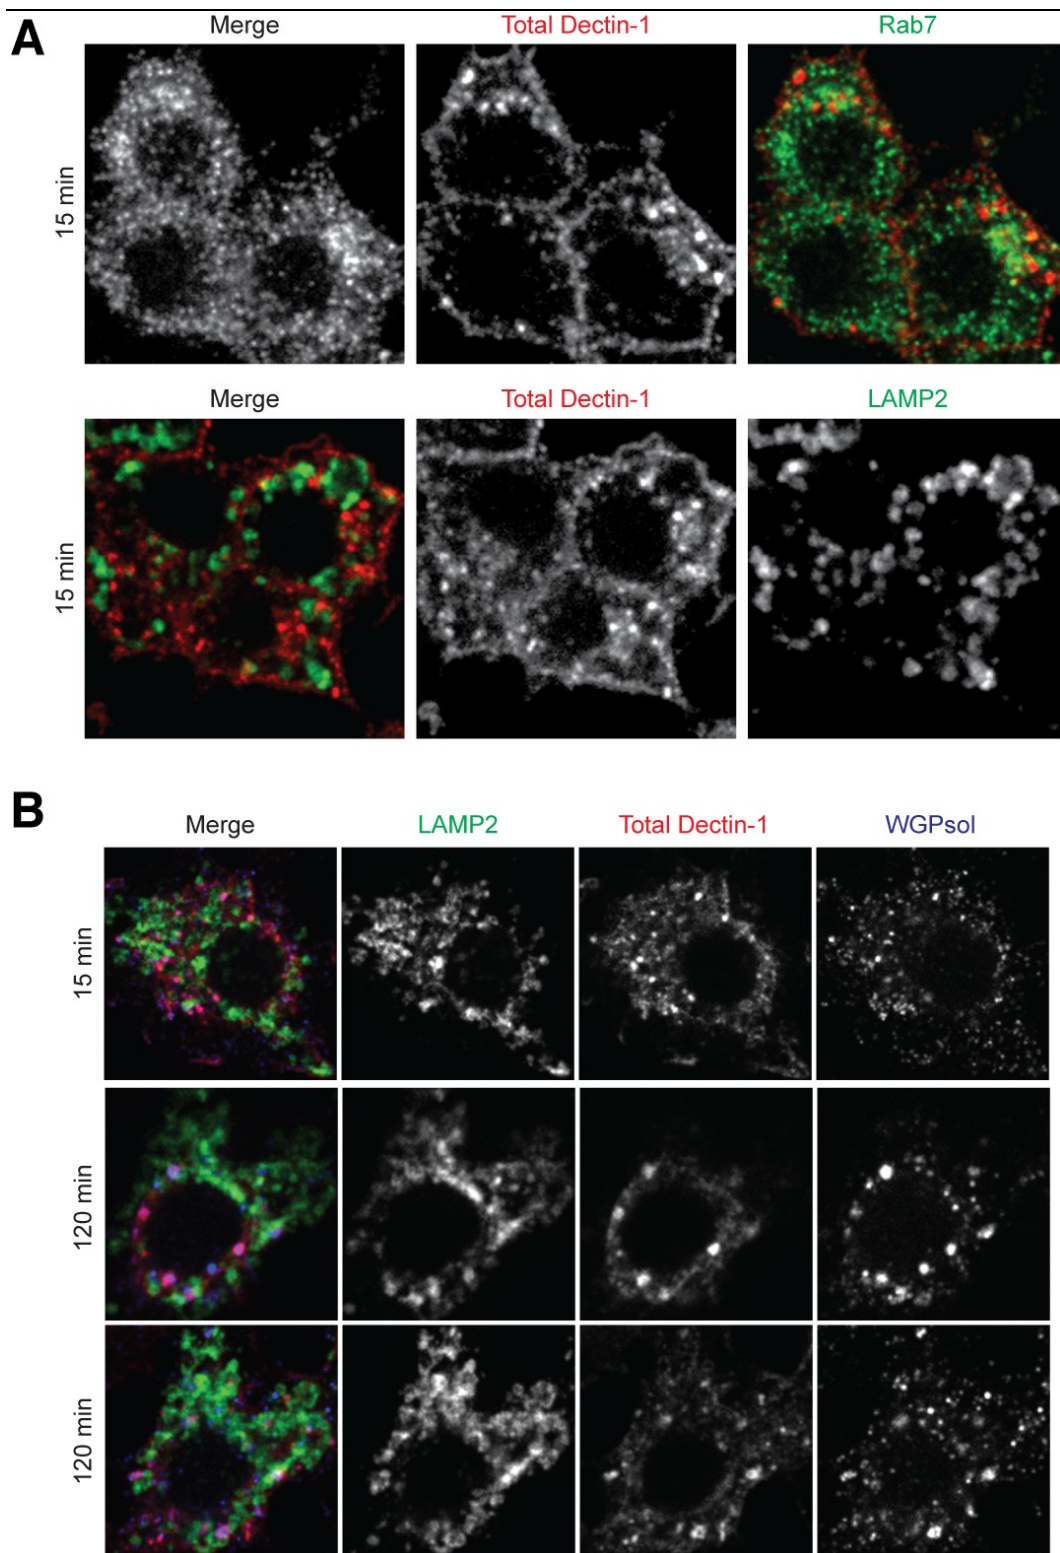 A
Merge Total Dectin-1 Rab7
15 min
Merge Total Dectin-1 LAMP2
15 min
B
Merge LAMP2 Total Dectin-1 WGPsol
15 min
120 min
120 min